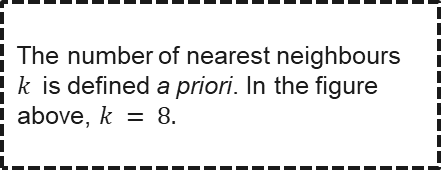 The number of nearest neighbours
k is defined a priori. In the figure
above, k = 8.